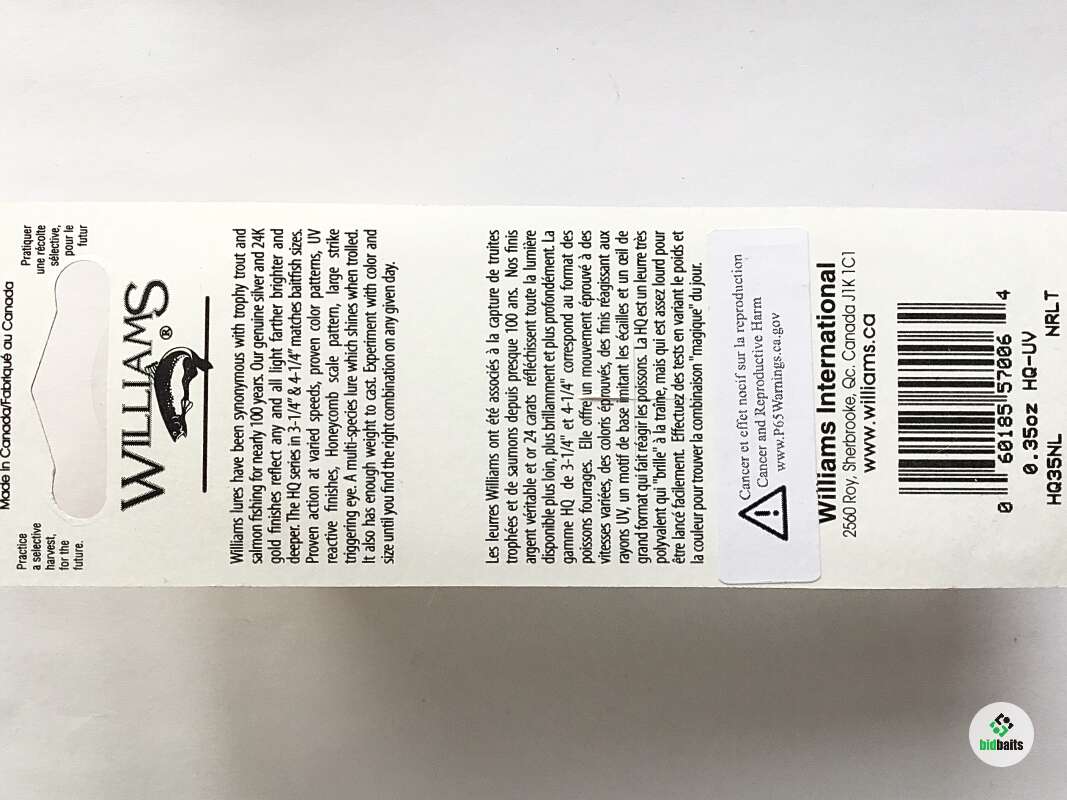 Made in Canada/Fabriqué au Canada
Practice
a selective
harvest,
for the
future.
Pratiquer
une récolte
sélective,
pour le
futur
WILLIAMS®
Williams lures have been synonymous with trophy trout and
salmon fishing for nearly 100 years. Our genuine silver and 24K
gold finishes reflect any and all light farther brighter and
deeper. The HQ series in 3-1/4" & 4-1/4" matches baitfish sizes.
Proven action at varied speeds, proven color patterns, UV
reactive finishes, Honeycomb scale pattern, large strike
triggering eye. A multi-species lure which shines when trolled.
It also has enough weight to cast. Experiment with color and
size until you find the right combination on any given day.
Les leurres Williams ont été associés à la capture de truites
trophées et de saumons depuis presque 100 ans. Nos finis
argent véritable et or 24 carats réfléchissent toute la lumière
disponible plus loin, plus brillamment et plus profondément. La
gamme HQ de 3-1/4" et 4-1/4" correspond au format des
poissons fourrages. Elle offre un mouvement éprouvé à des
vitesses variées, des coloris éprouvés, des finis réagissant aux
rayons UV, un motif de base imitant les écailles et un œil de
grand format qui fait réagir les poissons. La HQ est un leurre très
polyvalent qui "brille" à la traîne, mais qui est assez lourd pour
être lancé facilement. Effectuez des tests en variant le poids et
la couleur pour trouver la combinaison "magique" du jour.
Cancer et effet nocif sur la reproduction
Cancer and Reproductive Harm
www.P65Warnings.ca.gov
Williams International
2560 Roy, Sherbrooke, Qc. Canada J1K 1C1
www.williams.ca
0 60185 57006 4
0.35oz HQ-UV
HQ35NL NRLT
bidbaits